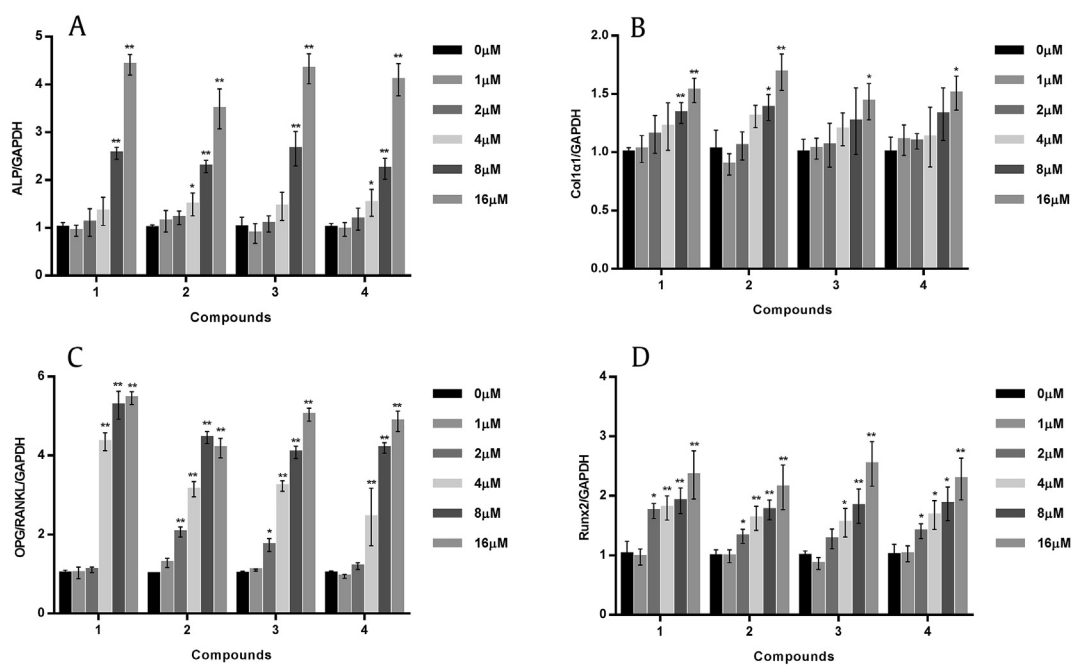 A
ALP/GAPDH
5
4
3
2
1
0
** ** ** **
** * ** ** * **
1 2 3 4
Compounds
0μM
1μM
2μM
4μM
8μM
16μM
B
Col1α1/GAPDH
2.0
1.5
1.0
0.5
0.0
** ** * *
** *
1 2 3 4
Compounds
0μM
1μM
2μM
4μM
8μM
16μM
C
OPG/RANKL/GAPDH
6
4
2
0
** ** ** ** ** ** ** ** * ** ** ** ** ** **
1 2 3 4
Compounds
0μM
1μM
2μM
4μM
8μM
16μM
D
Runx2/GAPDH
4
3
2
1
0
* ** ** ** * ** ** ** * ** ** * * * **
1 2 3 4
Compounds
0μM
1μM
2μM
4μM
8μM
16μM